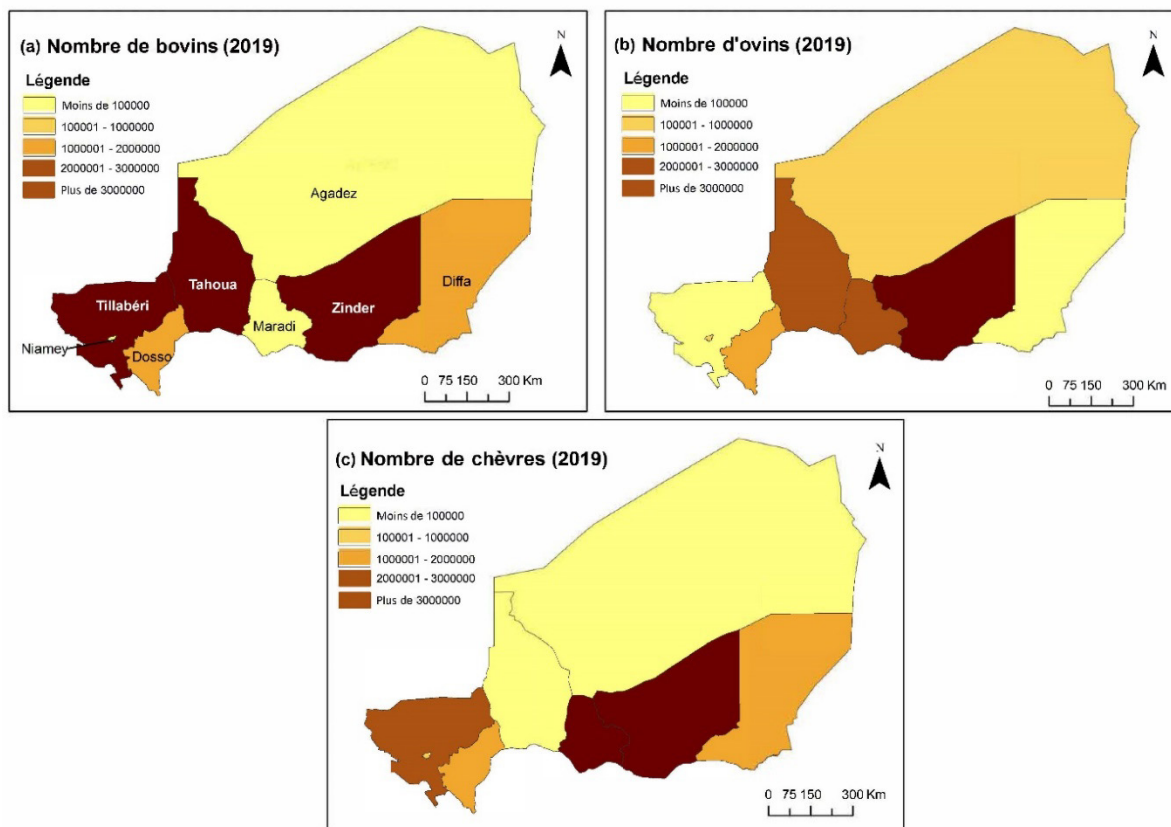 (a) Nombre de bovins (2019)
N
Légende
Moins de 100000
100001 - 1000000
1000001 - 2000000
2000001 - 3000000
Plus de 3000000
Agadez
Tahoua
Diffa
Tillabéri
Zinder
Maradi
Niamey
Dosso
0 75 150 300 Km
(b) Nombre d'ovins (2019)
N
Légende
Moins de 100000
100001 - 1000000
1000001 - 2000000
2000001 - 3000000
Plus de 3000000
0 75 150 300 Km
(c) Nombre de chèvres (2019)
N
Légende
Moins de 100000
100001 - 1000000
1000001 - 2000000
2000001 - 3000000
Plus de 3000000
0 75 150 300 Km